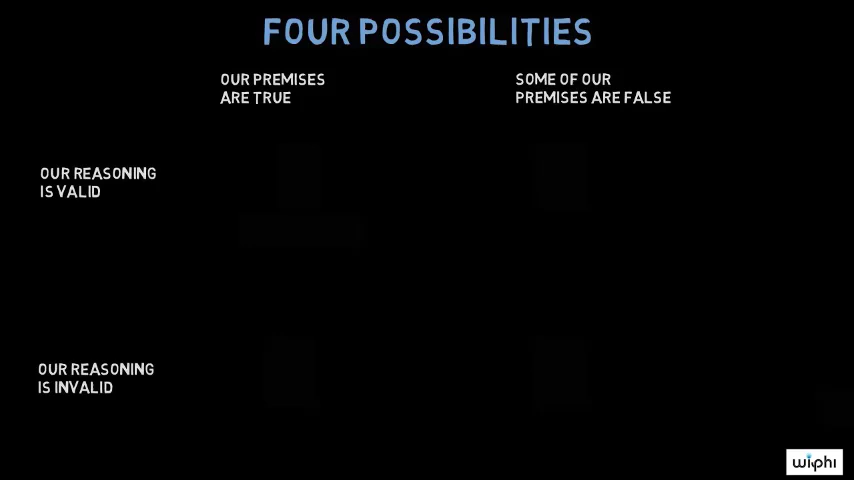 FOUR POSSIBILITIES
OUR PREMISES
ARE TRUE
SOME OF OUR
PREMISES ARE FALSE
OUR REASONING
IS VALID
OUR REASONING
IS INVALID
wiphi